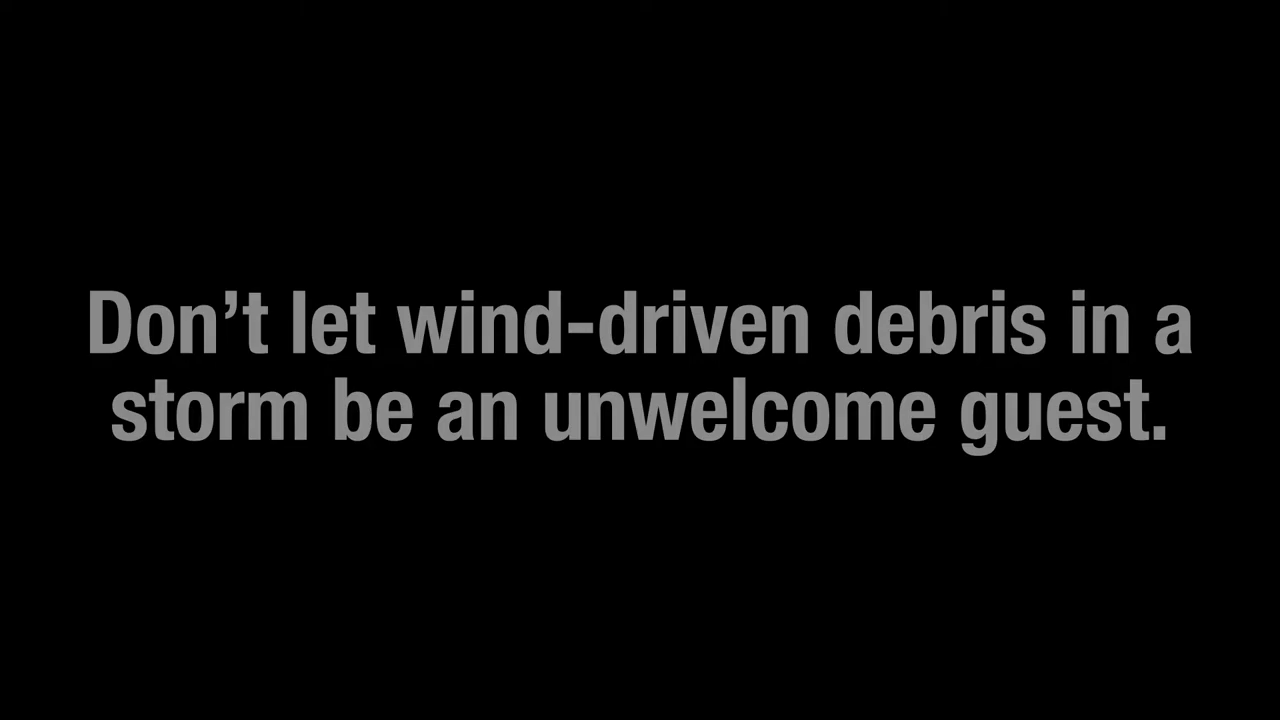 Don’t let wind-driven debris in a
storm be an unwelcome guest.